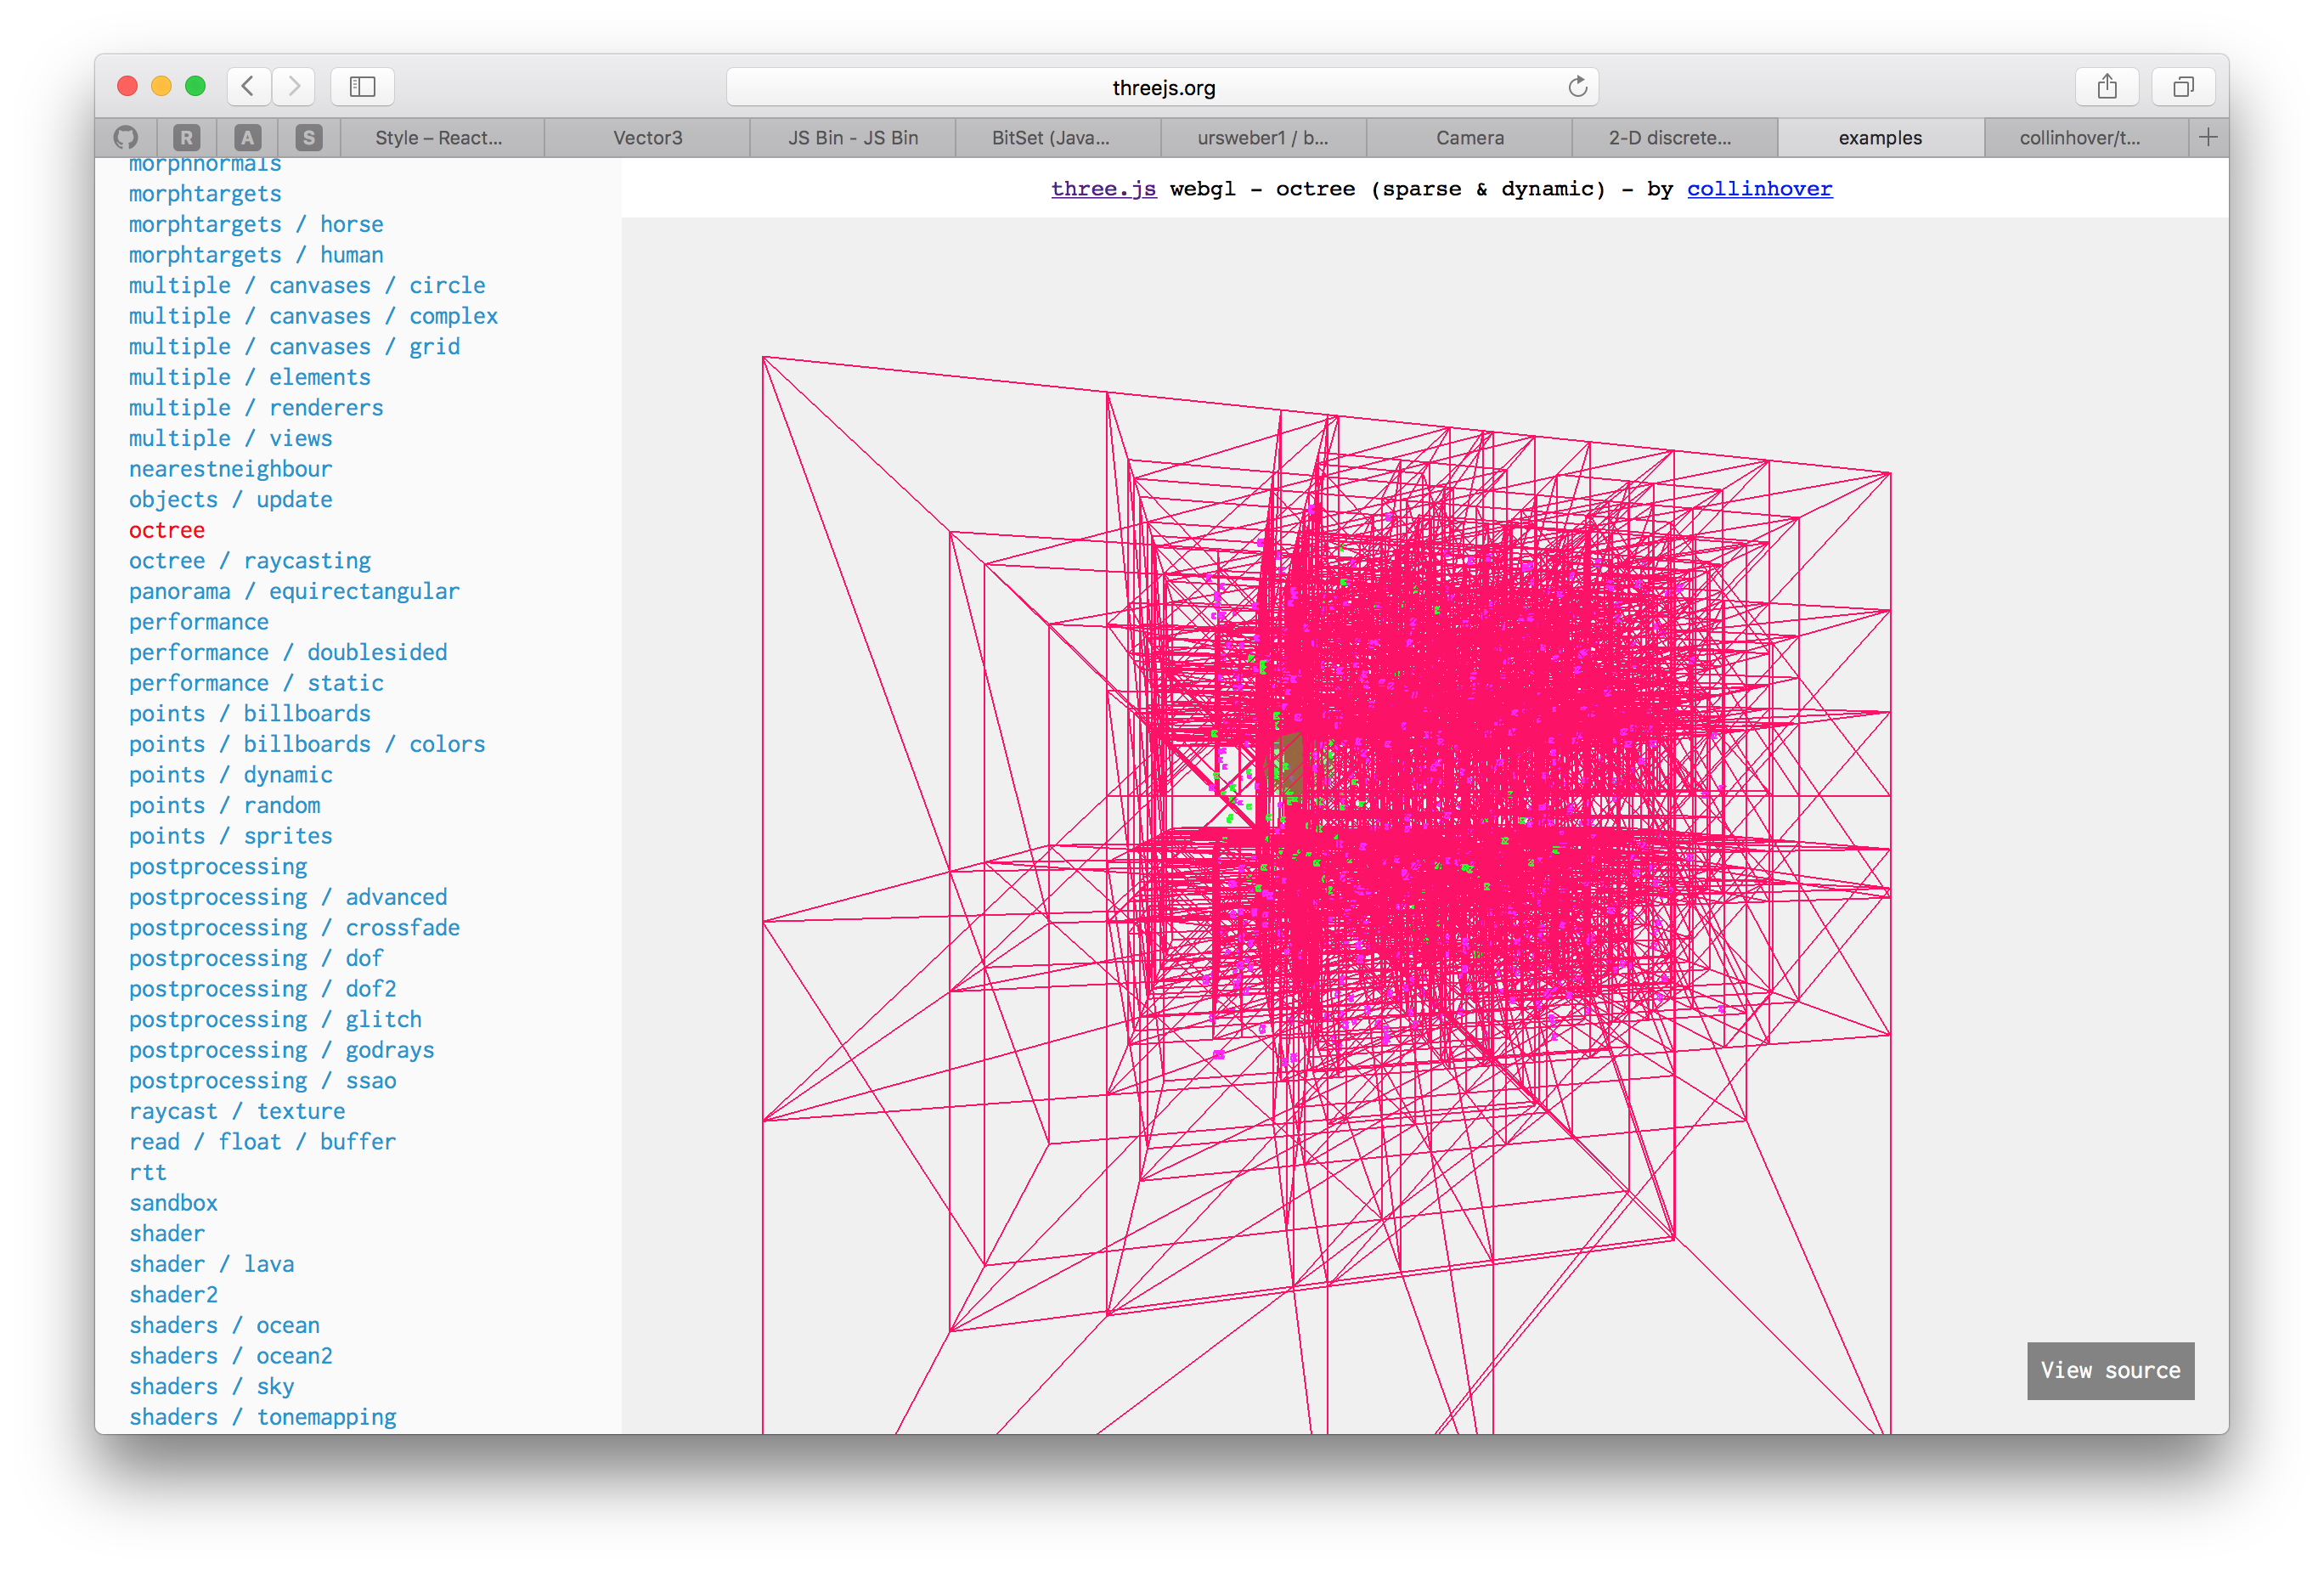 threejs.org
R
A
S
Style – React...
Vector3
JS Bin - JS Bin
BitSet (Java...
ursweber1 / b...
Camera
2-D discrete...
examples
collinhover/t...
three.js webgl - octree (sparse & dynamic) - by collinhover
morphnormals
morphtargets
morphtargets / horse
morphtargets / human
multiple / canvases / circle
multiple / canvases / complex
multiple / canvases / grid
multiple / elements
multiple / renderers
multiple / views
nearestneighbour
objects / update
octree
octree / raycasting
panorama / equirectangular
performance
performance / doublesided
performance / static
points / billboards
points / billboards / colors
points / dynamic
points / random
points / sprites
postprocessing
postprocessing / advanced
postprocessing / crossfade
postprocessing / dof
postprocessing / dof2
postprocessing / glitch
postprocessing / godrays
postprocessing / ssao
raycast / texture
read / float / buffer
rtt
sandbox
shader
shader / lava
shader2
shaders / ocean
shaders / ocean2
shaders / sky
shaders / tonemapping
View source